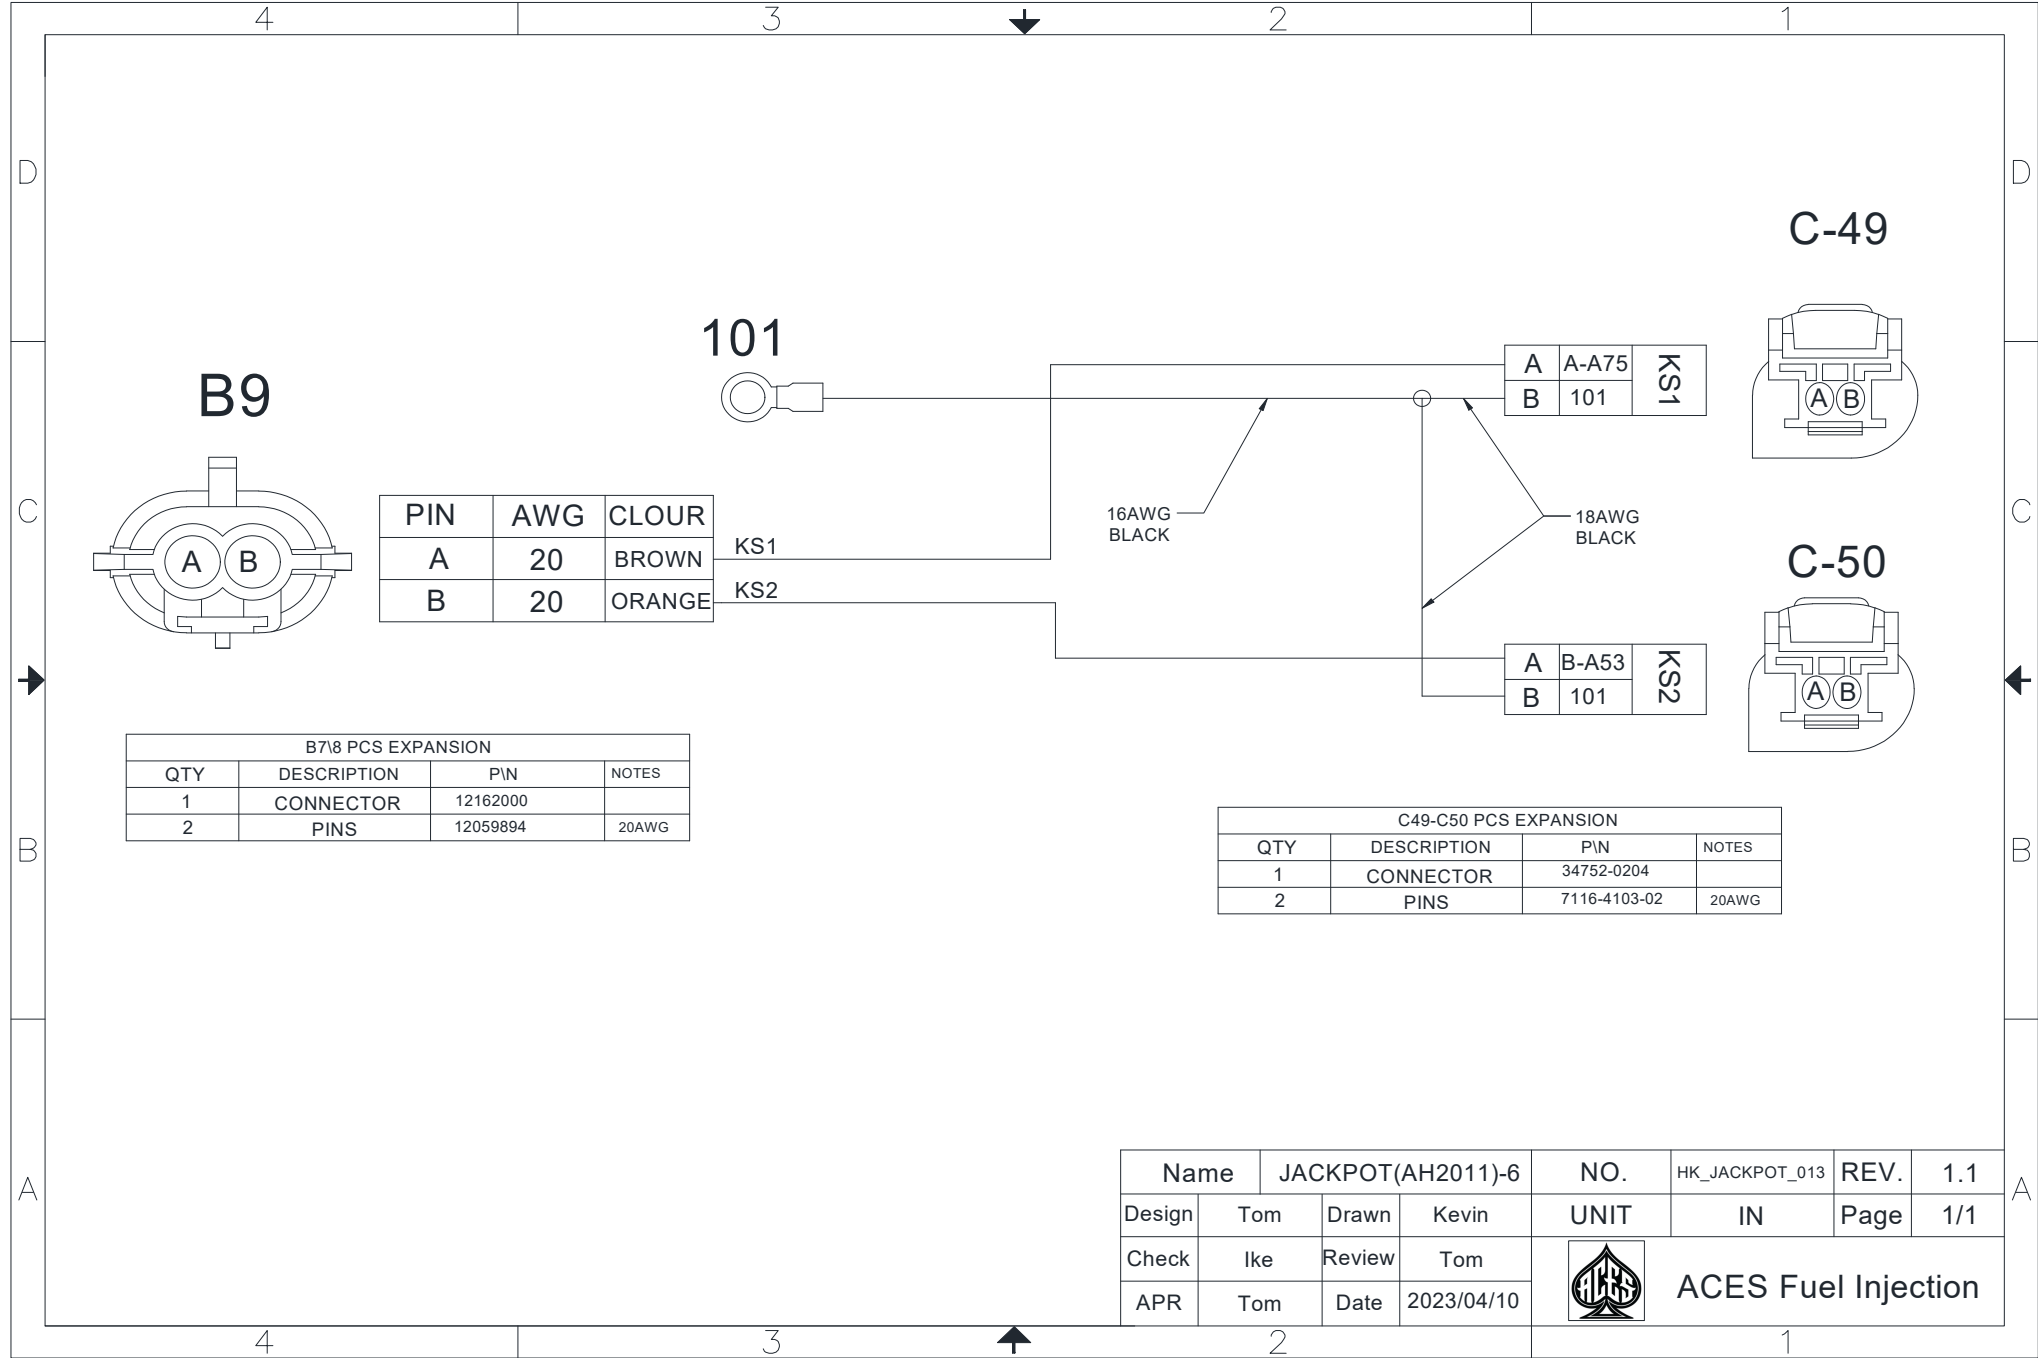 4 3 2 1
D D
C-49
101
A A-A75 KS1
B 101
A B
B9
C C
16AWG
BLACK
18AWG
BLACK
A B
PIN AWG CLOUR
A 20 BROWN KS1
B 20 ORANGE KS2
C-50
A B-A53 KS2
B 101
A B
B7\8 PCS EXPANSION
QTY DESCRIPTION P\N NOTES
1 CONNECTOR 12162000
2 PINS 12059894 20AWG
C49-C50 PCS EXPANSION
QTY DESCRIPTION P\N NOTES
1 CONNECTOR 34752-0204
2 PINS 7116-4103-02 20AWG
B B
A A
Name JACKPOT(AH2011)-6 NO. HK_JACKPOT_013 REV. 1.1
Design Tom Drawn Kevin UNIT IN Page 1/1
Check Ike Review Tom
APR Tom Date 2023/04/10
ACES
ACES Fuel Injection
4 3 2 1